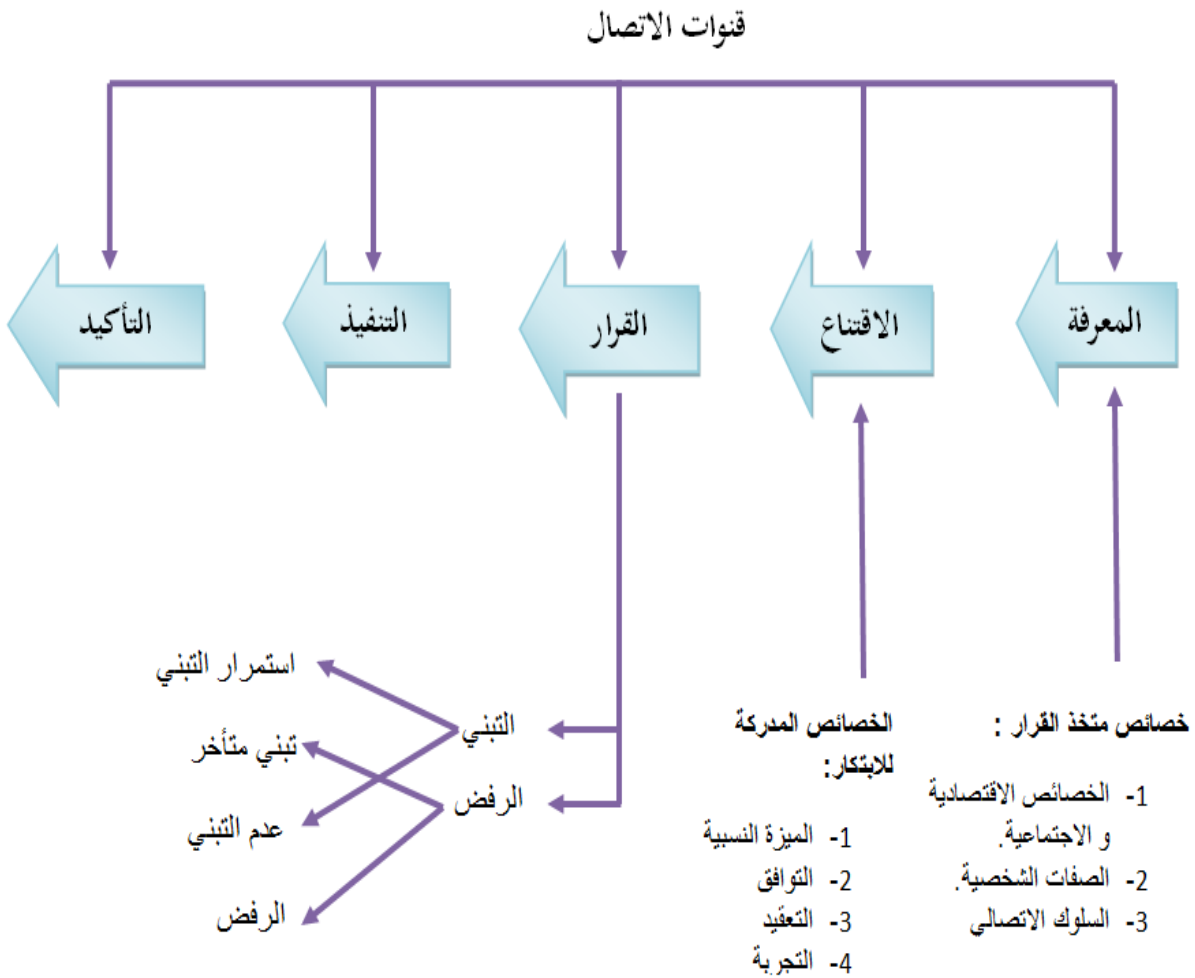 قنوات الاتصال
المعرفة
الاقتناع
القرار
التنفيذ
التأكيد
خصائص متخذ القرار :
1- الخصائص الاقتصادية
و الاجتماعية.
2- الصفات الشخصية.
3- السلوك الاتصالي
الخصائص المدركة
للابتكار:
1- الميزة النسبية
2- التوافق
3- التعقيد
4- التجربة
التبني
الرفض
استمرار التبني
تبني متأخر
عدم التبني
الرفض